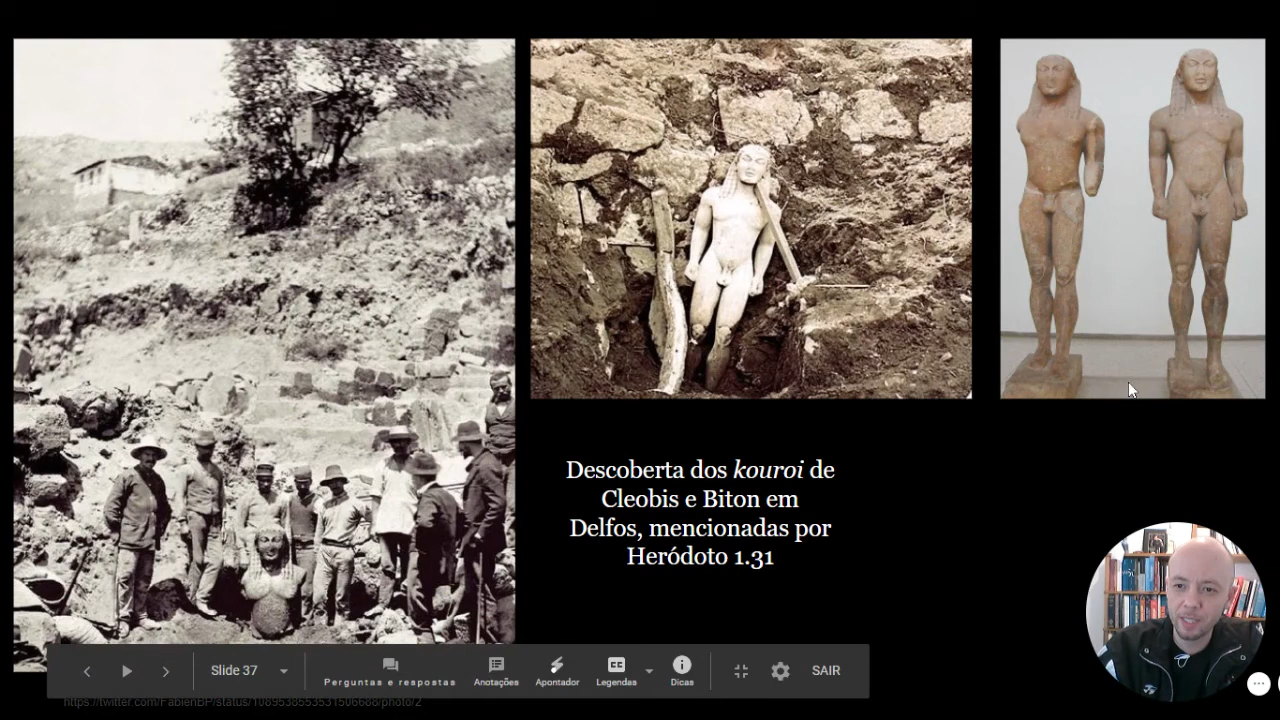 Descoberta dos kouroi de
Cleobis e Biton em
Delfos, mencionadas por
Heródoto 1.31
Slide 37
Perguntas e respostas
Anotações
Apontador
Legendas
Dicas
SAIR